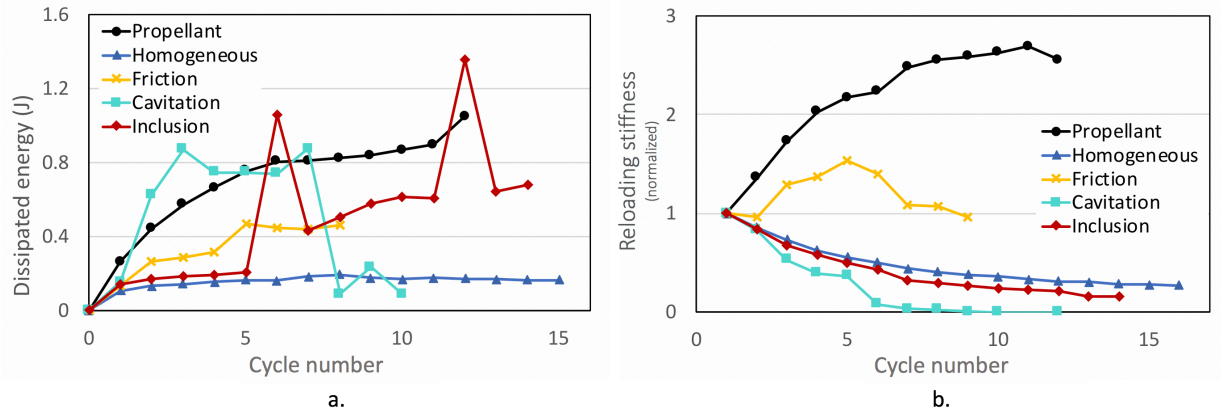 1.6
1.2
0.8
0.4
0
Dissipated energy (J)
Propellant
Homogeneous
Friction
Cavitation
Inclusion
0
5
10
15
Cycle number
a.
3
2
1
0
Reloading stiffness
(normalized)
Propellant
Homogeneous
Friction
Cavitation
Inclusion
0
5
10
15
Cycle number
b.